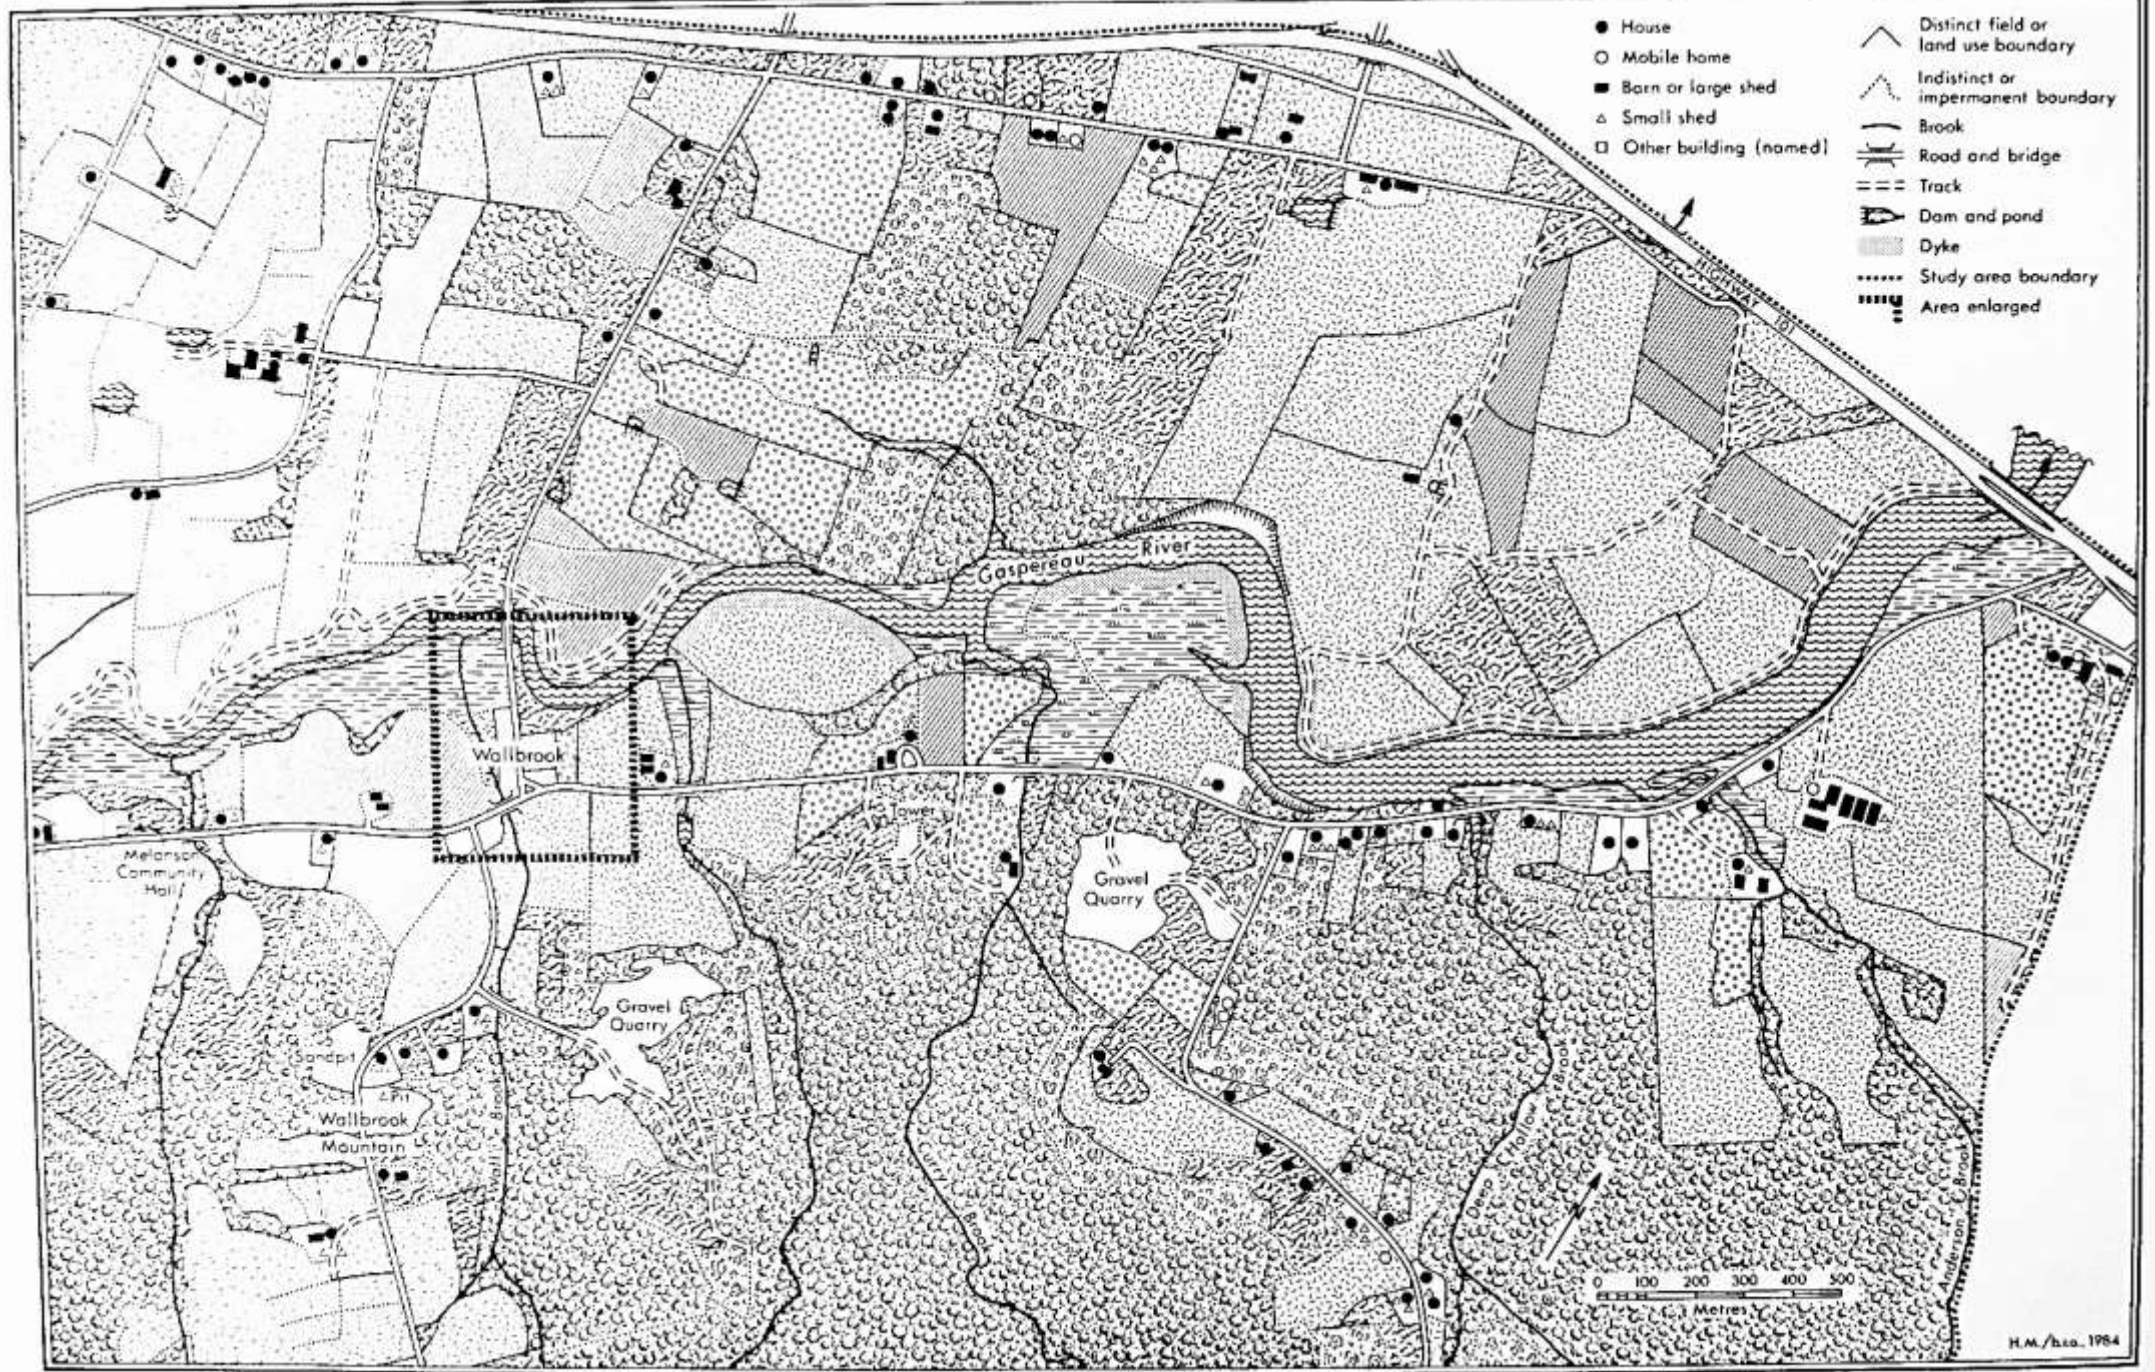 House
Mobile home
Barn or large shed
Small shed
Other building (named)
Distinct field or
land use boundary
Indistinct or
impermanent boundary
Brook
Road and bridge
Track
Dam and pond
Dyke
Study area boundary
Area enlarged
HIGHWAY 101
Gaspereau River
Wallbrook
Tower
Melanson
Community
Hall
Gravel
Quarry
Gravel
Quarry
Sandpit
Pit
Wallbrook
Mountain
Brook
Brook
Deep Hollow Brook
Anderson Brook
N
0 100 200 300 400 500
Metres
H.M./b.c.o. 1984